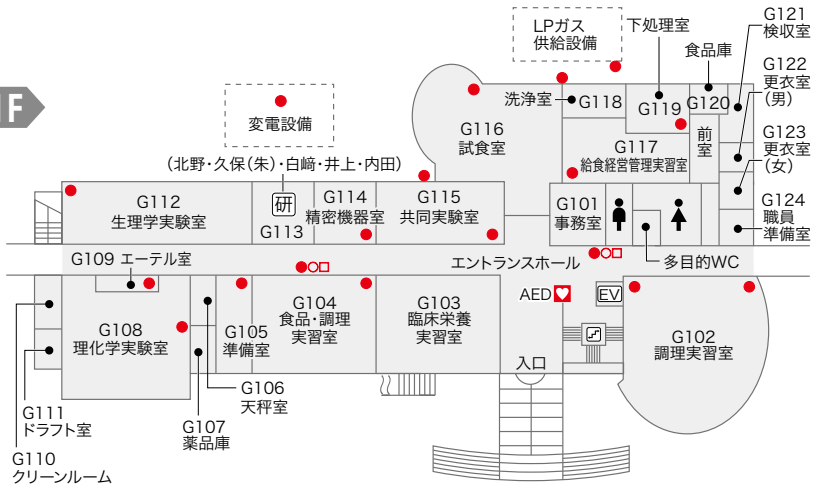 1F
LPガス
供給設備
下処理室
食品庫
G121
検収室
G122
更衣室
(男)
G123
更衣室
(女)
G124
職員
準備室
変電設備
洗浄室
G118
G119
G120
前
室
G116
試食室
G117
給食経営管理実習室
(北野・久保(朱)・白﨑・井上・内田)
G112
生理学実験室
研
G113
G114
精密機器室
G115
共同実験室
G101
事務室
G109 エーテル室
エントランスホール
多目的WC
AED
EV
G108
理化学実験室
G105
準備室
G104
食品・調理
実習室
G103
臨床栄養
実習室
G102
調理実習室
入口
G106
天秤室
G107
薬品庫
G111
ドラフト室
G110
クリーンルーム